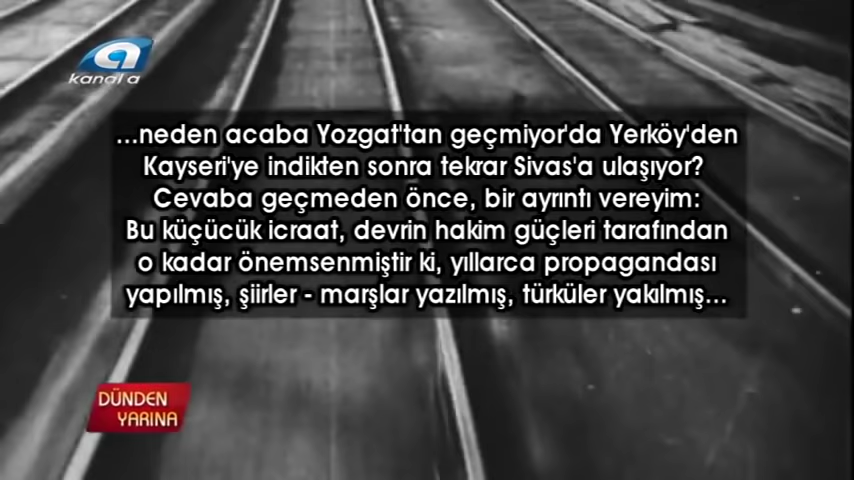 kanal a
...neden acaba Yozgat'tan geçmiyor'da Yerköy'den
Kayseri'ye indikten sonra tekrar Sivas'a ulaşıyor?
Cevaba geçmeden önce, bir ayrıntı vereyim:
Bu küçücük icraat, devrin hakim güçleri tarafından
o kadar önemsenmiştir ki, yıllarca propagandası
yapılmış, şiirler - marşlar yazılmış, türküler yakılmış...
DÜNDEN
YARINA